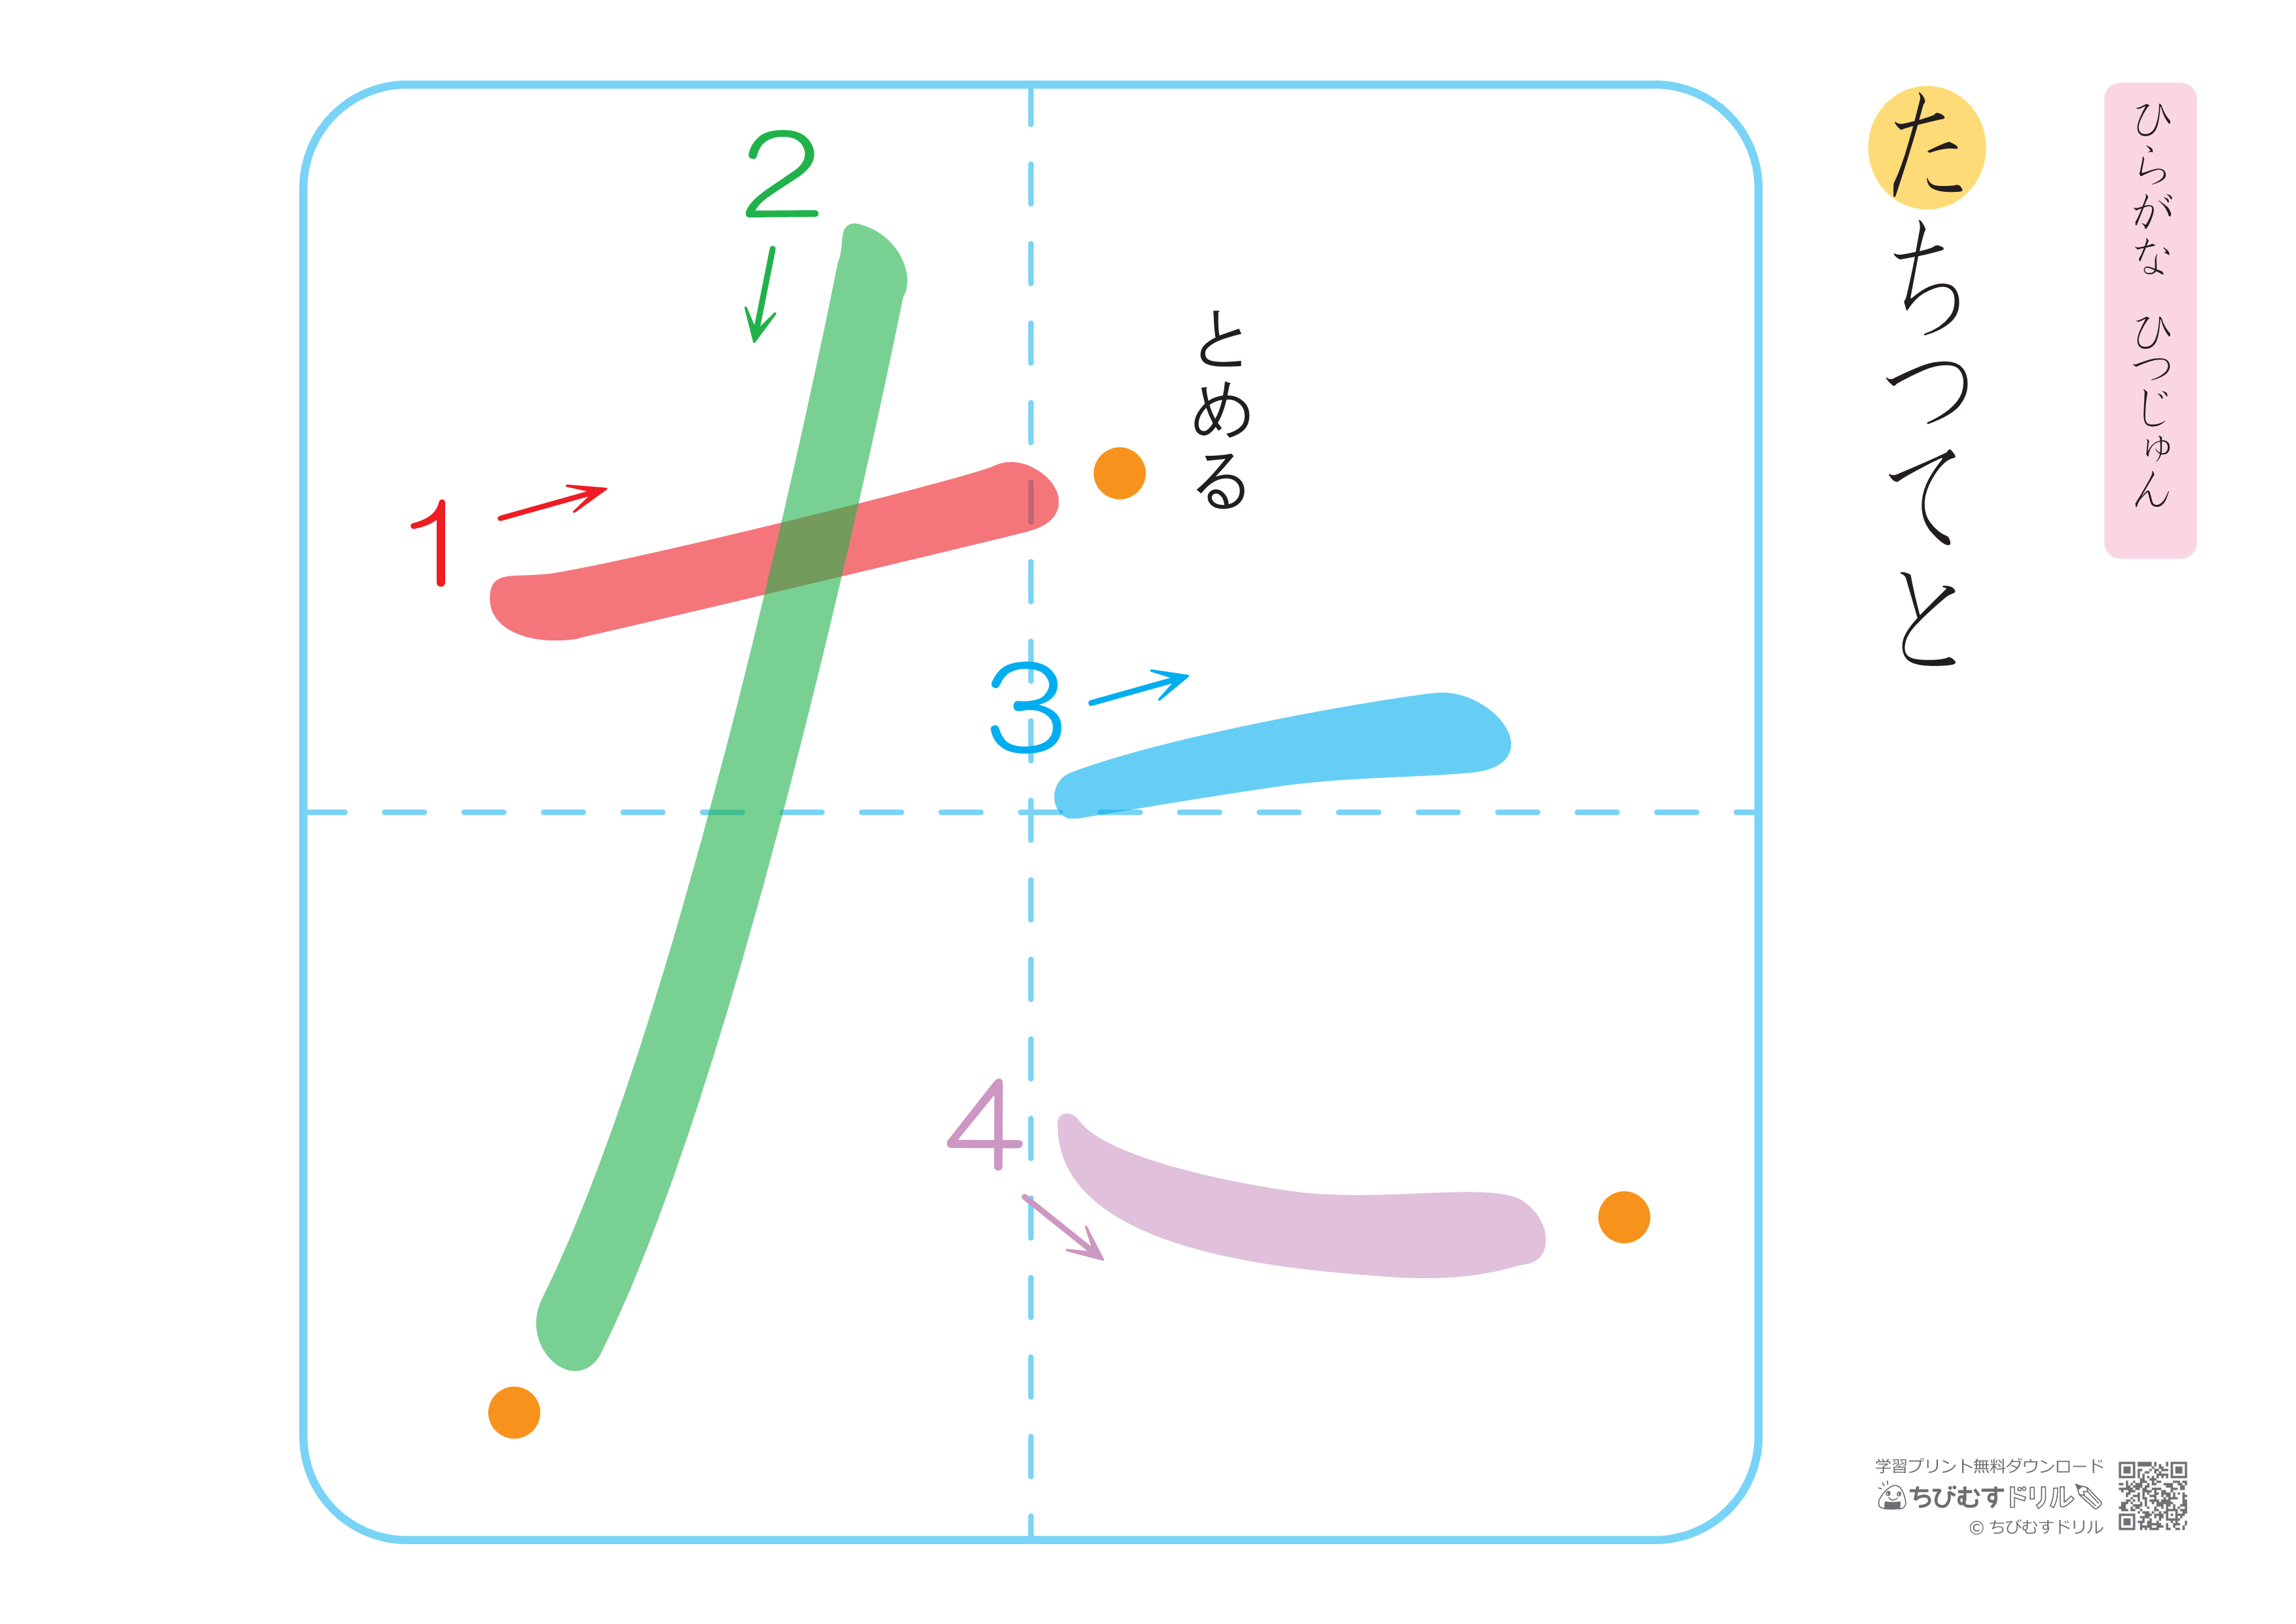 ひらがな ひつじゅん
たちつてと
とめる
1
2
3
4
学習プリント無料ダウンロード
ちびむすドリル
© ちびむすドリル